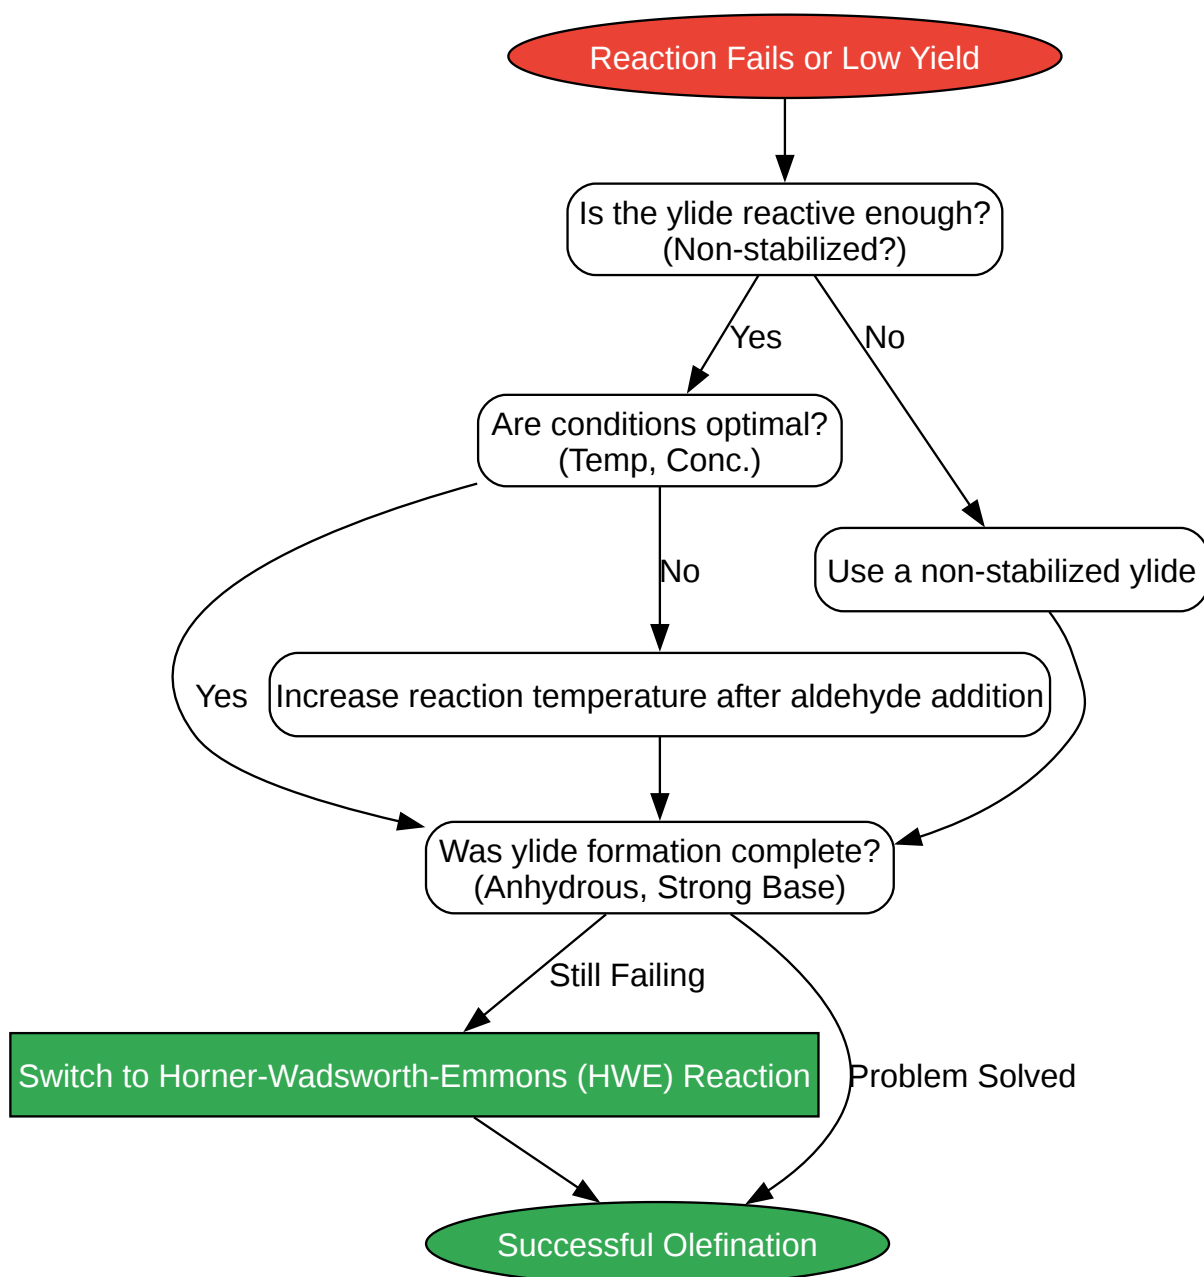 Reaction Fails or Low Yield
Is the ylide reactive enough?
(Non-stabilized?)
Yes
No
Are conditions optimal?
(Temp, Conc.)
No
Use a non-stabilized ylide
Yes
Increase reaction temperature after aldehyde addition
Was ylide formation complete?
(Anhydrous, Strong Base)
Still Failing
Switch to Horner-Wadsworth-Emmons (HWE) Reaction
Problem Solved
Successful Olefination